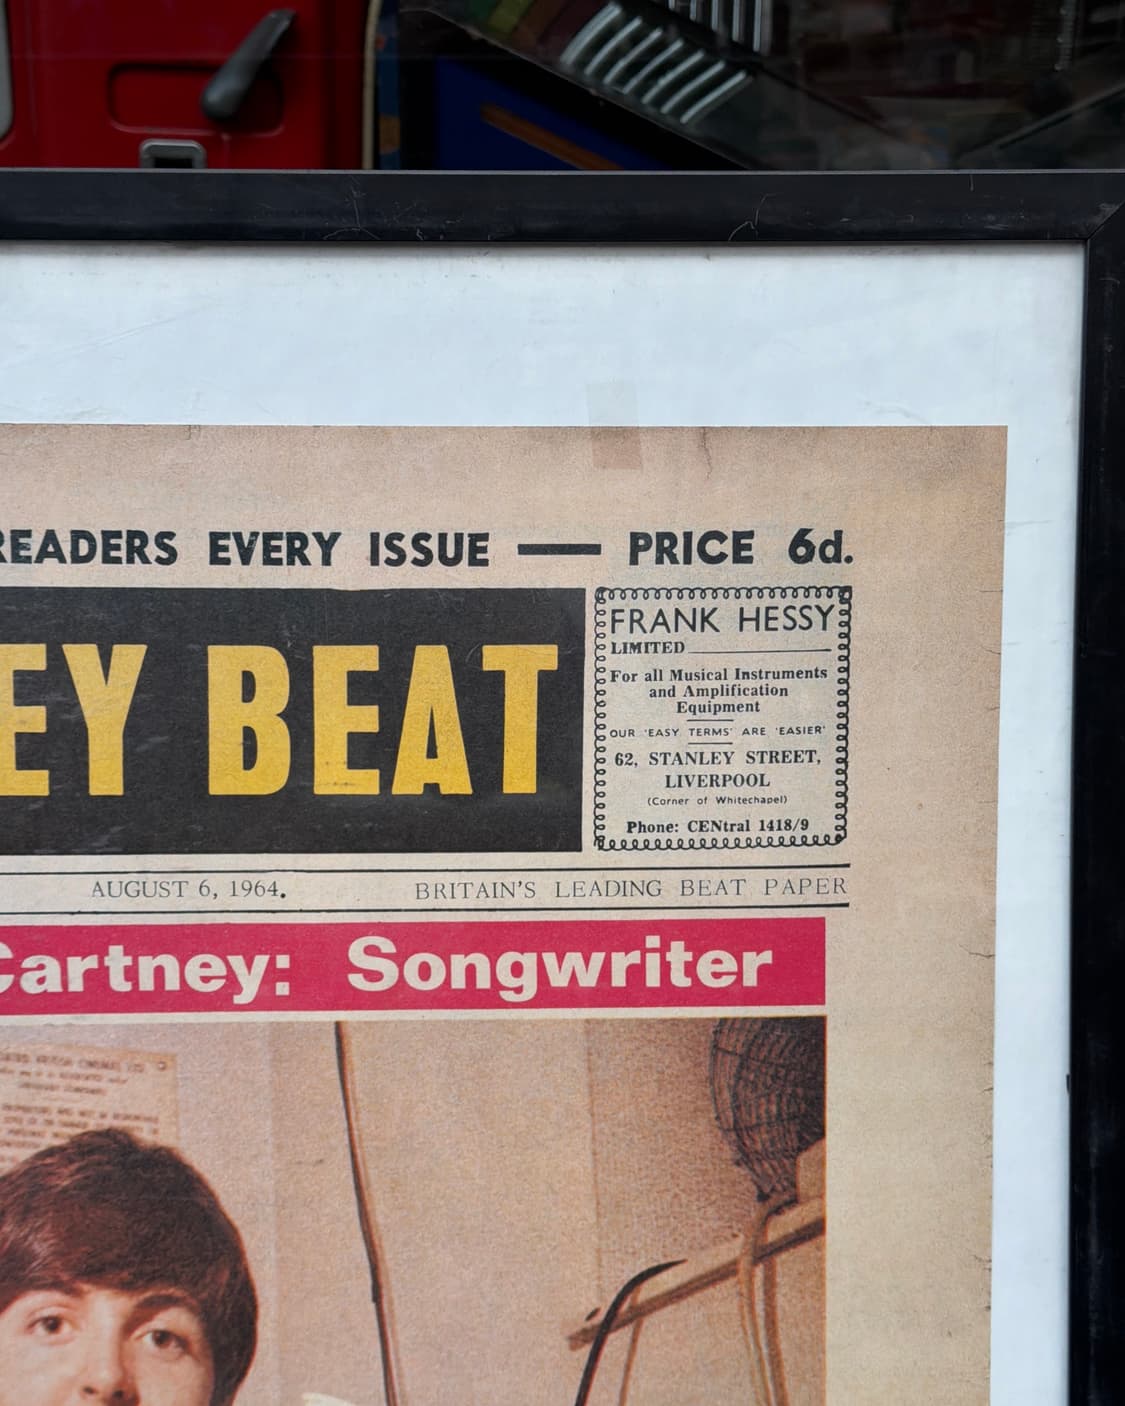 READERS EVERY ISSUE — PRICE 6d.
EY BEAT
FRANK HESSY
LIMITED
For all Musical Instruments
and Amplification
Equipment
OUR 'EASY TERMS' ARE 'EASIER'
62, STANLEY STREET,
LIVERPOOL
(Corner of Whitechapel)
Phone: CENtral 1418/9
AUGUST 6, 1964. BRITAIN'S LEADING BEAT PAPER
Cartney: Songwriter